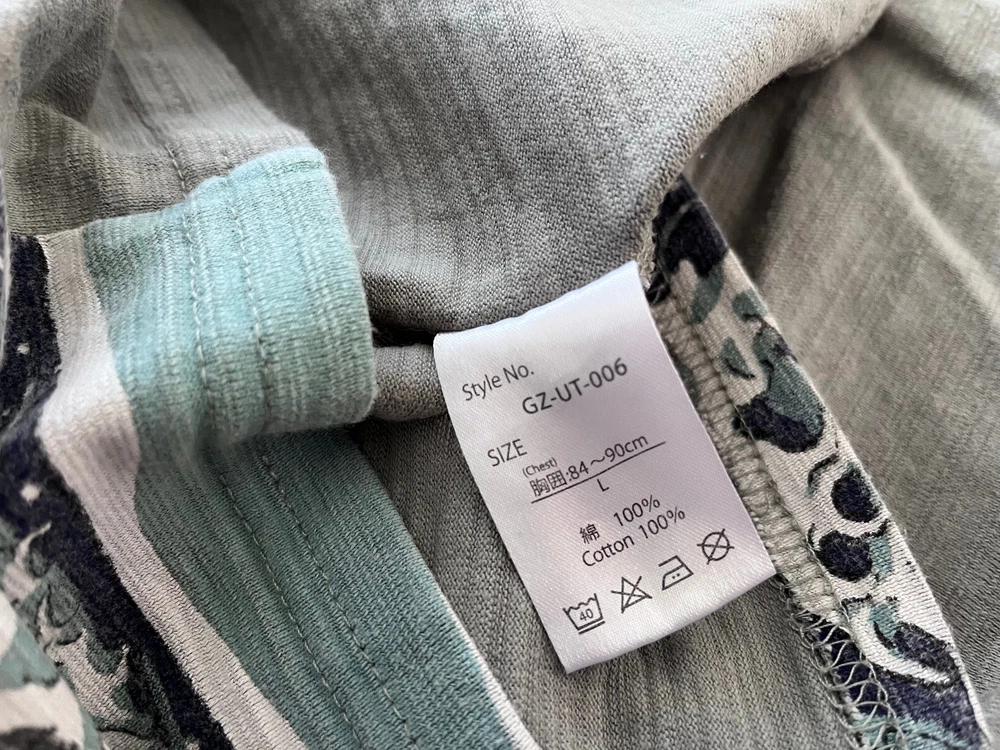 Style No.
GZ-UT-006
SIZE
(Chest)
胸囲:84～90cm
L
綿 100%
Cotton 100%
40